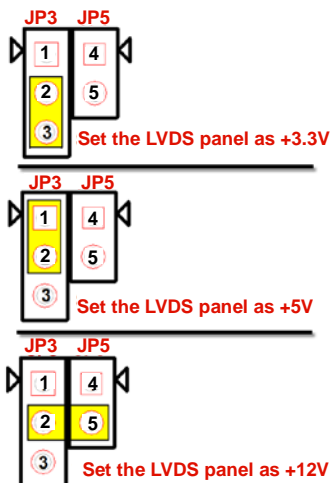 JP3 JP5
1 4
2 5
3
Set the LVDS panel as +3.3V
JP3 JP5
1 4
2 5
3
Set the LVDS panel as +5V
JP3 JP5
1 4
2 5
3
Set the LVDS panel as +12V